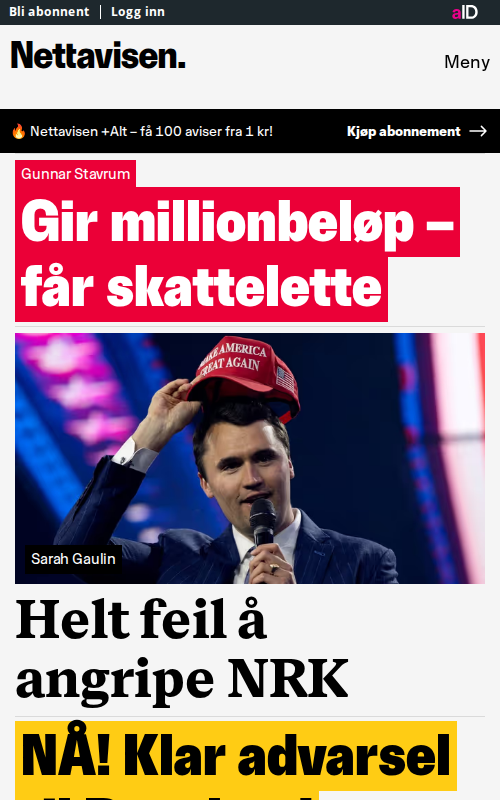 Bli abonnent | Logg inn
aID
Nettavisen.
Meny
🔥 Nettavisen +Alt – få 100 aviser fra 1 kr!
Kjøp abonnement →
Gunnar Stavrum
Gir millionbeløp –
får skattelette
MAKE AMERICA
GREAT AGAIN
Sarah Gaulin
Helt feil å
angripe NRK
NÅ! Klar advarsel